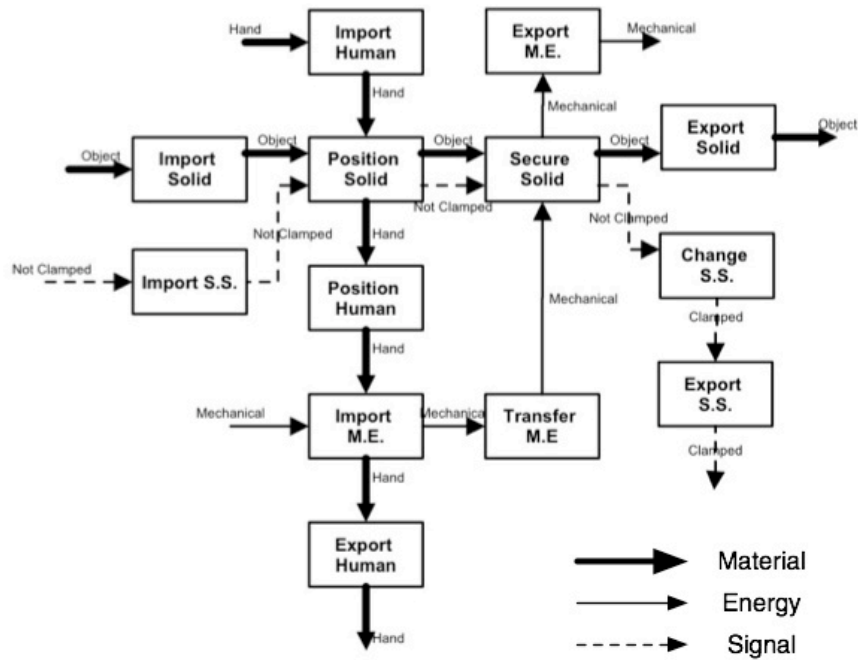 Hand
Import
Human
Export
M.E.
Mechanical
Hand
Mechanical
Object
Import
Solid
Object
Position
Solid
Object
Secure
Solid
Object
Export
Solid
Object
Not Clamped
Not Clamped
Not Clamped
Not Clamped
Import S.S.
Hand
Change
S.S.
Position
Human
Mechanical
Clamped
Hand
Export
S.S.
Mechanical
Import
M.E.
Mechanica
Transfer
M.E
Clamped
Hand
Export
Human
Hand
Material
Energy
Signal